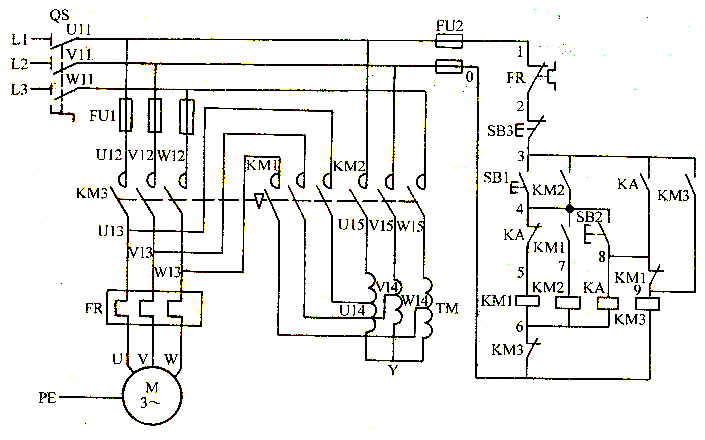 QS
U11
L1
FU2
1
V11
L2
0
W11
L3
FR
FU1
2
SB3
U12 V12 W12
KM1
KM2
3
KM3
SB1
KM2
KA
KM3
4
SB2
U13
U15 V15 W15
KA
KM1
V13
8
W13
5
7
KM1
V14
9
FR
U14
W14
TM
KM1
KM2
KA
KM3
6
U V W
Y
KM3
M
3~
PE